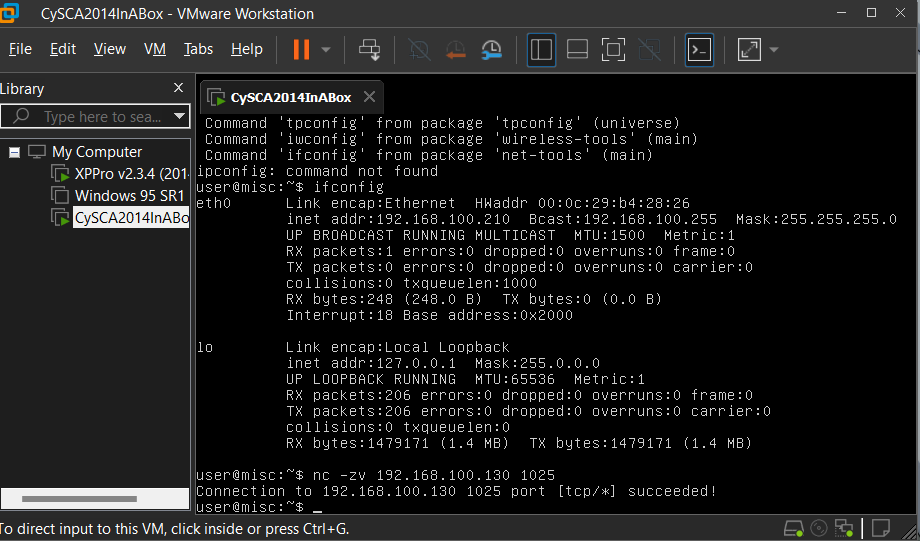 CySCA2014InABox - VMware Workstation
File Edit View VM Tabs Help
Library
Type here to sea...
My Computer
XPPro v2.3.4 (201
Windows 95 SR1
CySCA2014InABo
CySCA2014InABox
Command 'tpconfig' from package 'tpconfig' (universe)
Command 'iwconfig' from package 'wireless-tools' (main)
Command 'ifconfig' from package 'net-tools' (main)
ipconfig: command not found
user@misc:~$ ifconfig
eth0 Link encap:Ethernet HWaddr 00:0c:29:b4:28:26
inet addr:192.168.100.210 Bcast:192.168.100.255 Mask:255.255.255.0
UP BROADCAST RUNNING MULTICAST MTU:1500 Metric:1
RX packets:1 errors:0 dropped:0 overruns:0 frame:0
TX packets:0 errors:0 dropped:0 overruns:0 carrier:0
collisions:0 txqueuelen:1000
RX bytes:248 (248.0 B) TX bytes:0 (0.0 B)
Interrupt:18 Base address:0x2000
lo Link encap:Local Loopback
inet addr:127.0.0.1 Mask:255.0.0.0
UP LOOPBACK RUNNING MTU:65536 Metric:1
RX packets:206 errors:0 dropped:0 overruns:0 frame:0
TX packets:206 errors:0 dropped:0 overruns:0 carrier:0
collisions:0 txqueuelen:0
RX bytes:1479171 (1.4 MB) TX bytes:1479171 (1.4 MB)
user@misc:~$ nc -zv 192.168.100.130 1025
Connection to 192.168.100.130 1025 port [tcp/*] succeeded!
user@misc:~$ _
To direct input to this VM, click inside or press Ctrl+G.